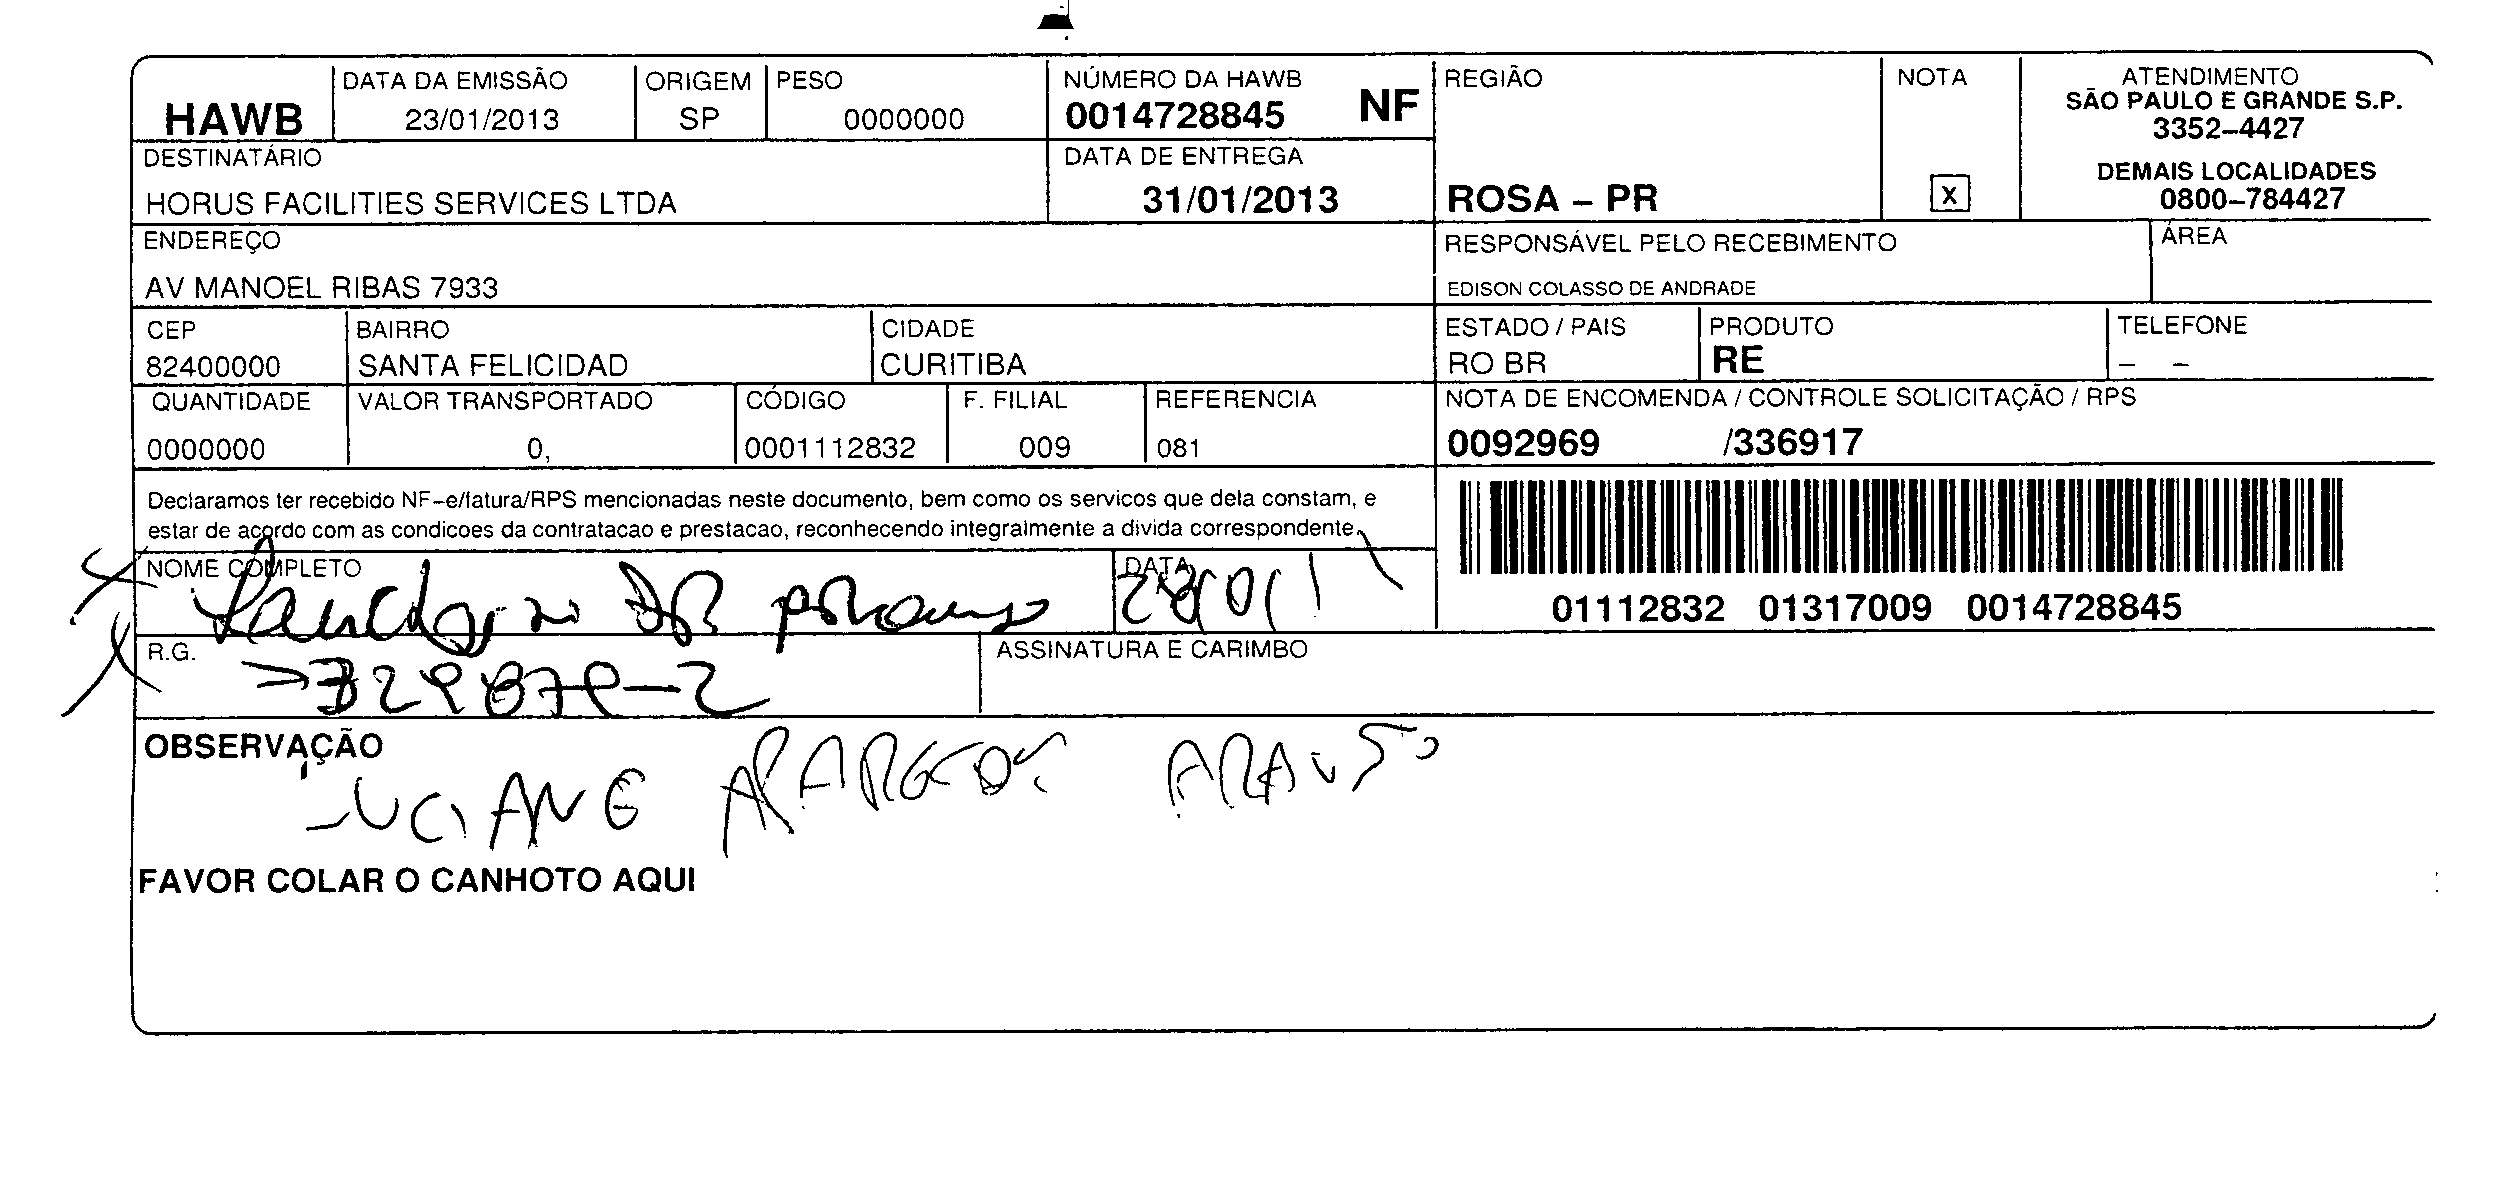 HAWB
DATA DA EMISSÃO
23/01/2013
ORIGEM
SP
PESO
0000000
NÚMERO DA HAWB
0014728845 NF
REGIÃO
ROSA – PR
NOTA
X
ATENDIMENTO
SÃO PAULO E GRANDE S.P.
3352–4427
DEMAIS LOCALIDADES
0800–784427
DESTINATÁRIO
HORUS FACILITIES SERVICES LTDA
DATA DE ENTREGA
31/01/2013
ENDEREÇO
AV MANOEL RIBAS 7933
RESPONSÁVEL PELO RECEBIMENTO
EDISON COLASSO DE ANDRADE
ÁREA
CEP
82400000
BAIRRO
SANTA FELICIDAD
CIDADE
CURITIBA
ESTADO / PAIS
RO BR
PRODUTO
RE
TELEFONE
– –
QUANTIDADE
0000000
VALOR TRANSPORTADO
0,
CÓDIGO
0001112832
F. FILIAL
009
REFERENCIA
081
NOTA DE ENCOMENDA / CONTROLE SOLICITAÇÃO / RPS
0092969 /336917
Declaramos ter recebido NF–e/fatura/RPS mencionadas neste documento, bem como os servicos que dela constam, e
estar de acordo com as condicoes da contratacao e prestacao, reconhecendo integralmente a divida correspondente.
NOME COMPLETO
DATA
28/01/
01112832 01317009 0014728845
R.G.
ASSINATURA E CARIMBO
OBSERVAÇÃO
LUCIANE ARAUJO
FAVOR COLAR O CANHOTO AQUI